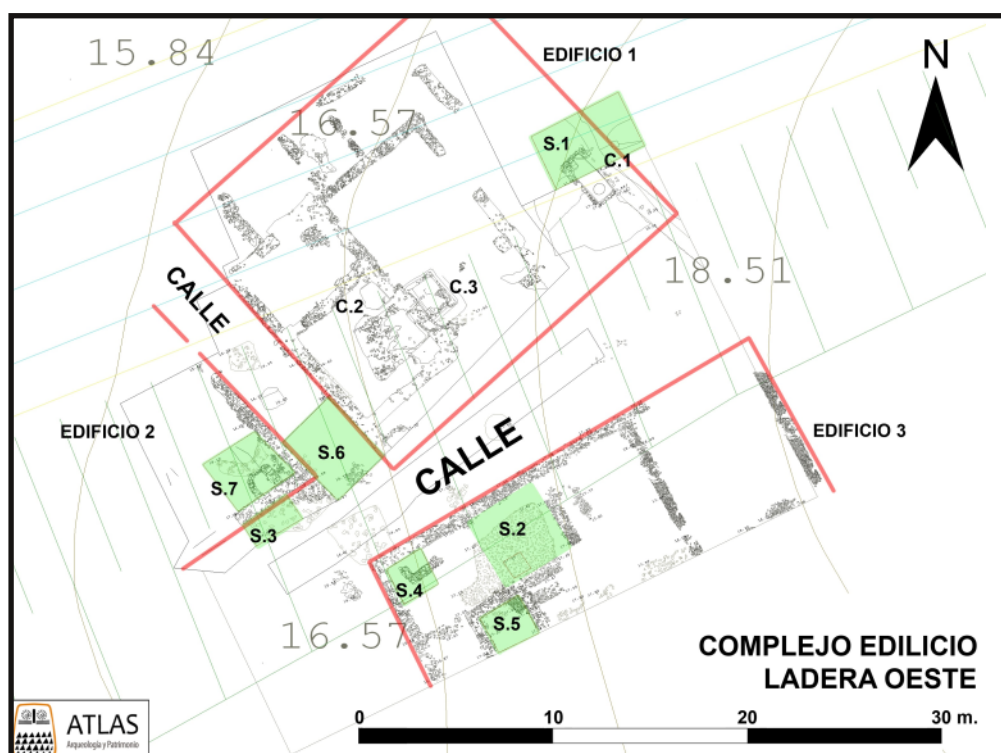 15.84
EDIFICIO 1
N
16.57
S.1
C.1
18.51
CALLE
C.3
C.2
EDIFICIO 2
EDIFICIO 3
CALLE
S.6
S.7
S.2
S.3
S.4
S.5
16.57
COMPLEJO EDILICIO
LADERA OESTE
ATLAS
Arqueología y Patrimonio
0 10 20 30 m.